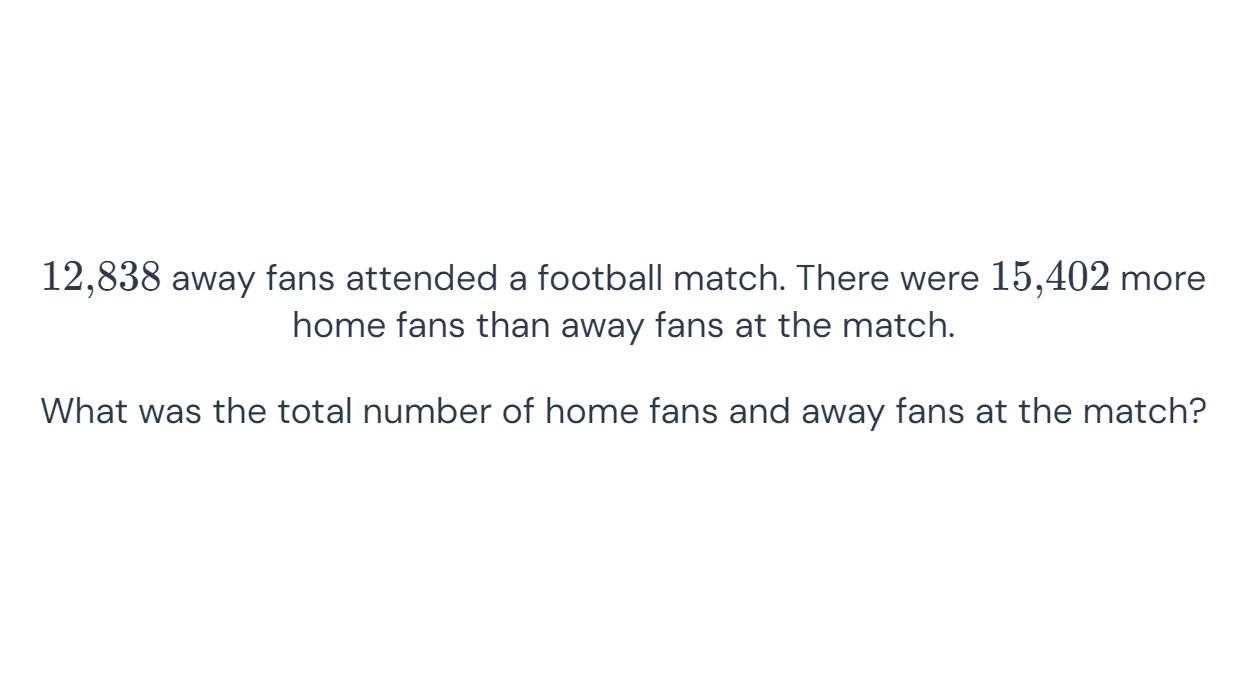 12,838 away fans attended a football match. There were 15,402 more
home fans than away fans at the match.
What was the total number of home fans and away fans at the match?